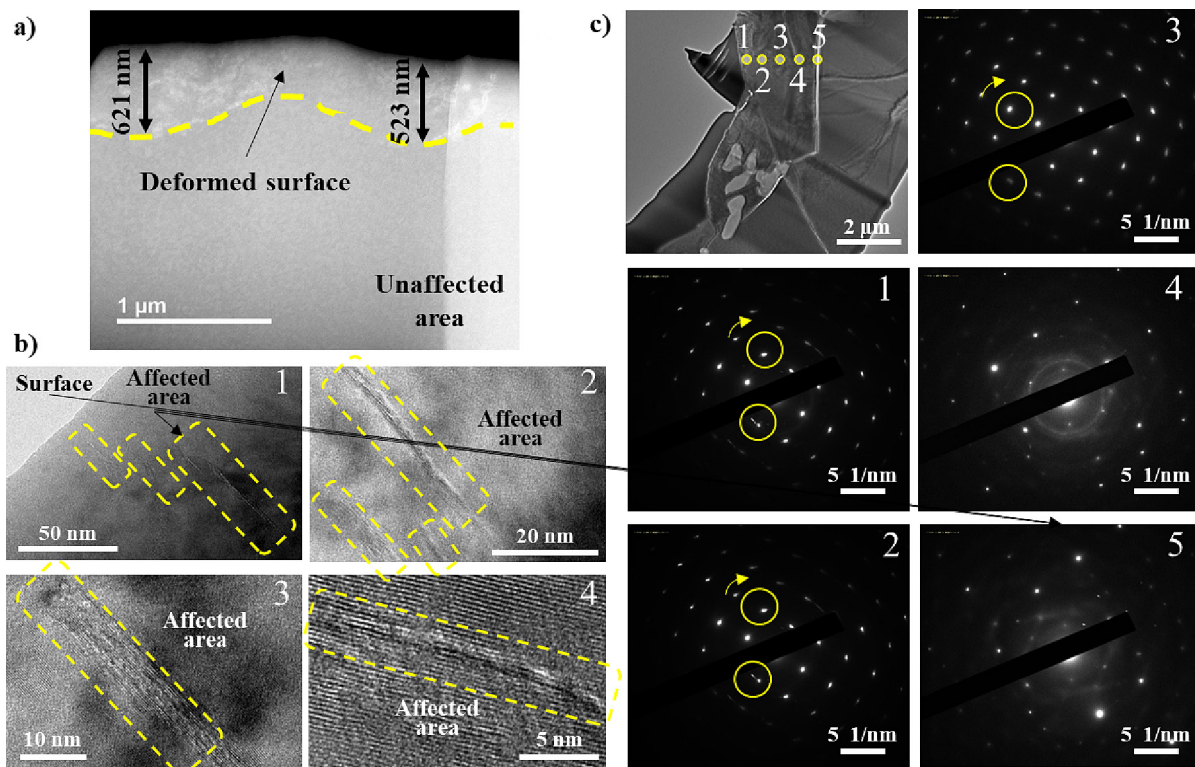 a)
621 nm
523 nm
Deformed surface
Unaffected
area
1 µm
b)
Surface
Affected
area
1
50 nm
2
Affected
area
20 nm
3
Affected
area
10 nm
4
Affected
area
5 nm
c)
1
3
5
2
4
2 µm
3
5 1/nm
1
5 1/nm
4
5 1/nm
2
5 1/nm
5
5 1/nm